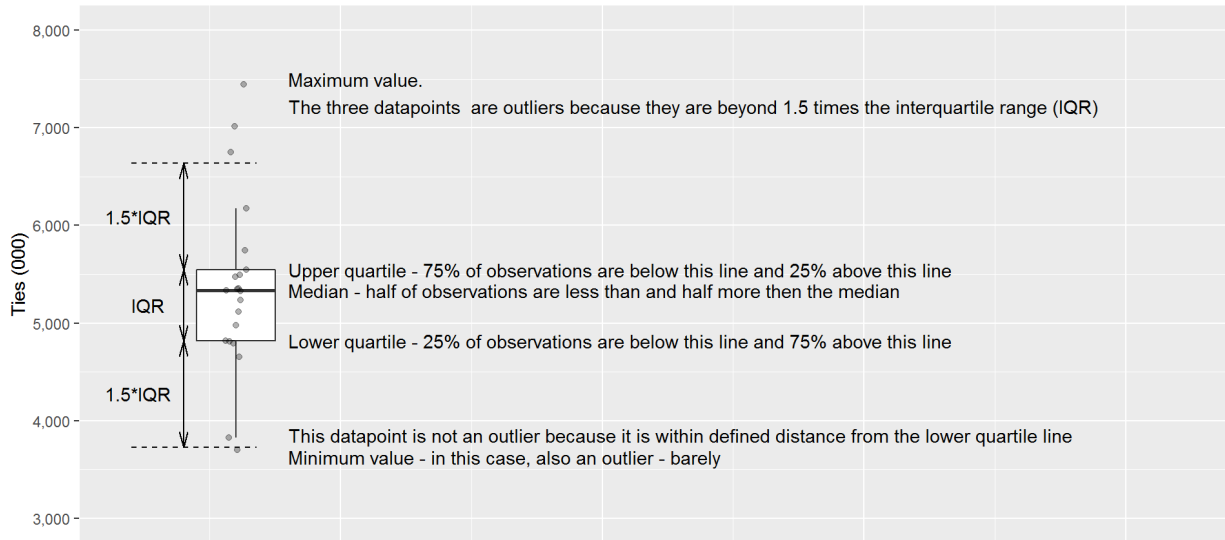 8,000
Maximum value.
The three datapoints  are outliers because they are beyond 1.5 times the interquartile range (IQR)
7,000
1.5*IQR
6,000
Ties (000)
Upper quartile - 75% of observations are below this line and 25% above this line
Median - half of observations are less than and half more then the median
IQR
5,000
Lower quartile - 25% of observations are below this line and 75% above this line
1.5*IQR
4,000
This datapoint is not an outlier because it is within defined distance from the lower quartile line
Minimum value - in this case, also an outlier - barely
3,000